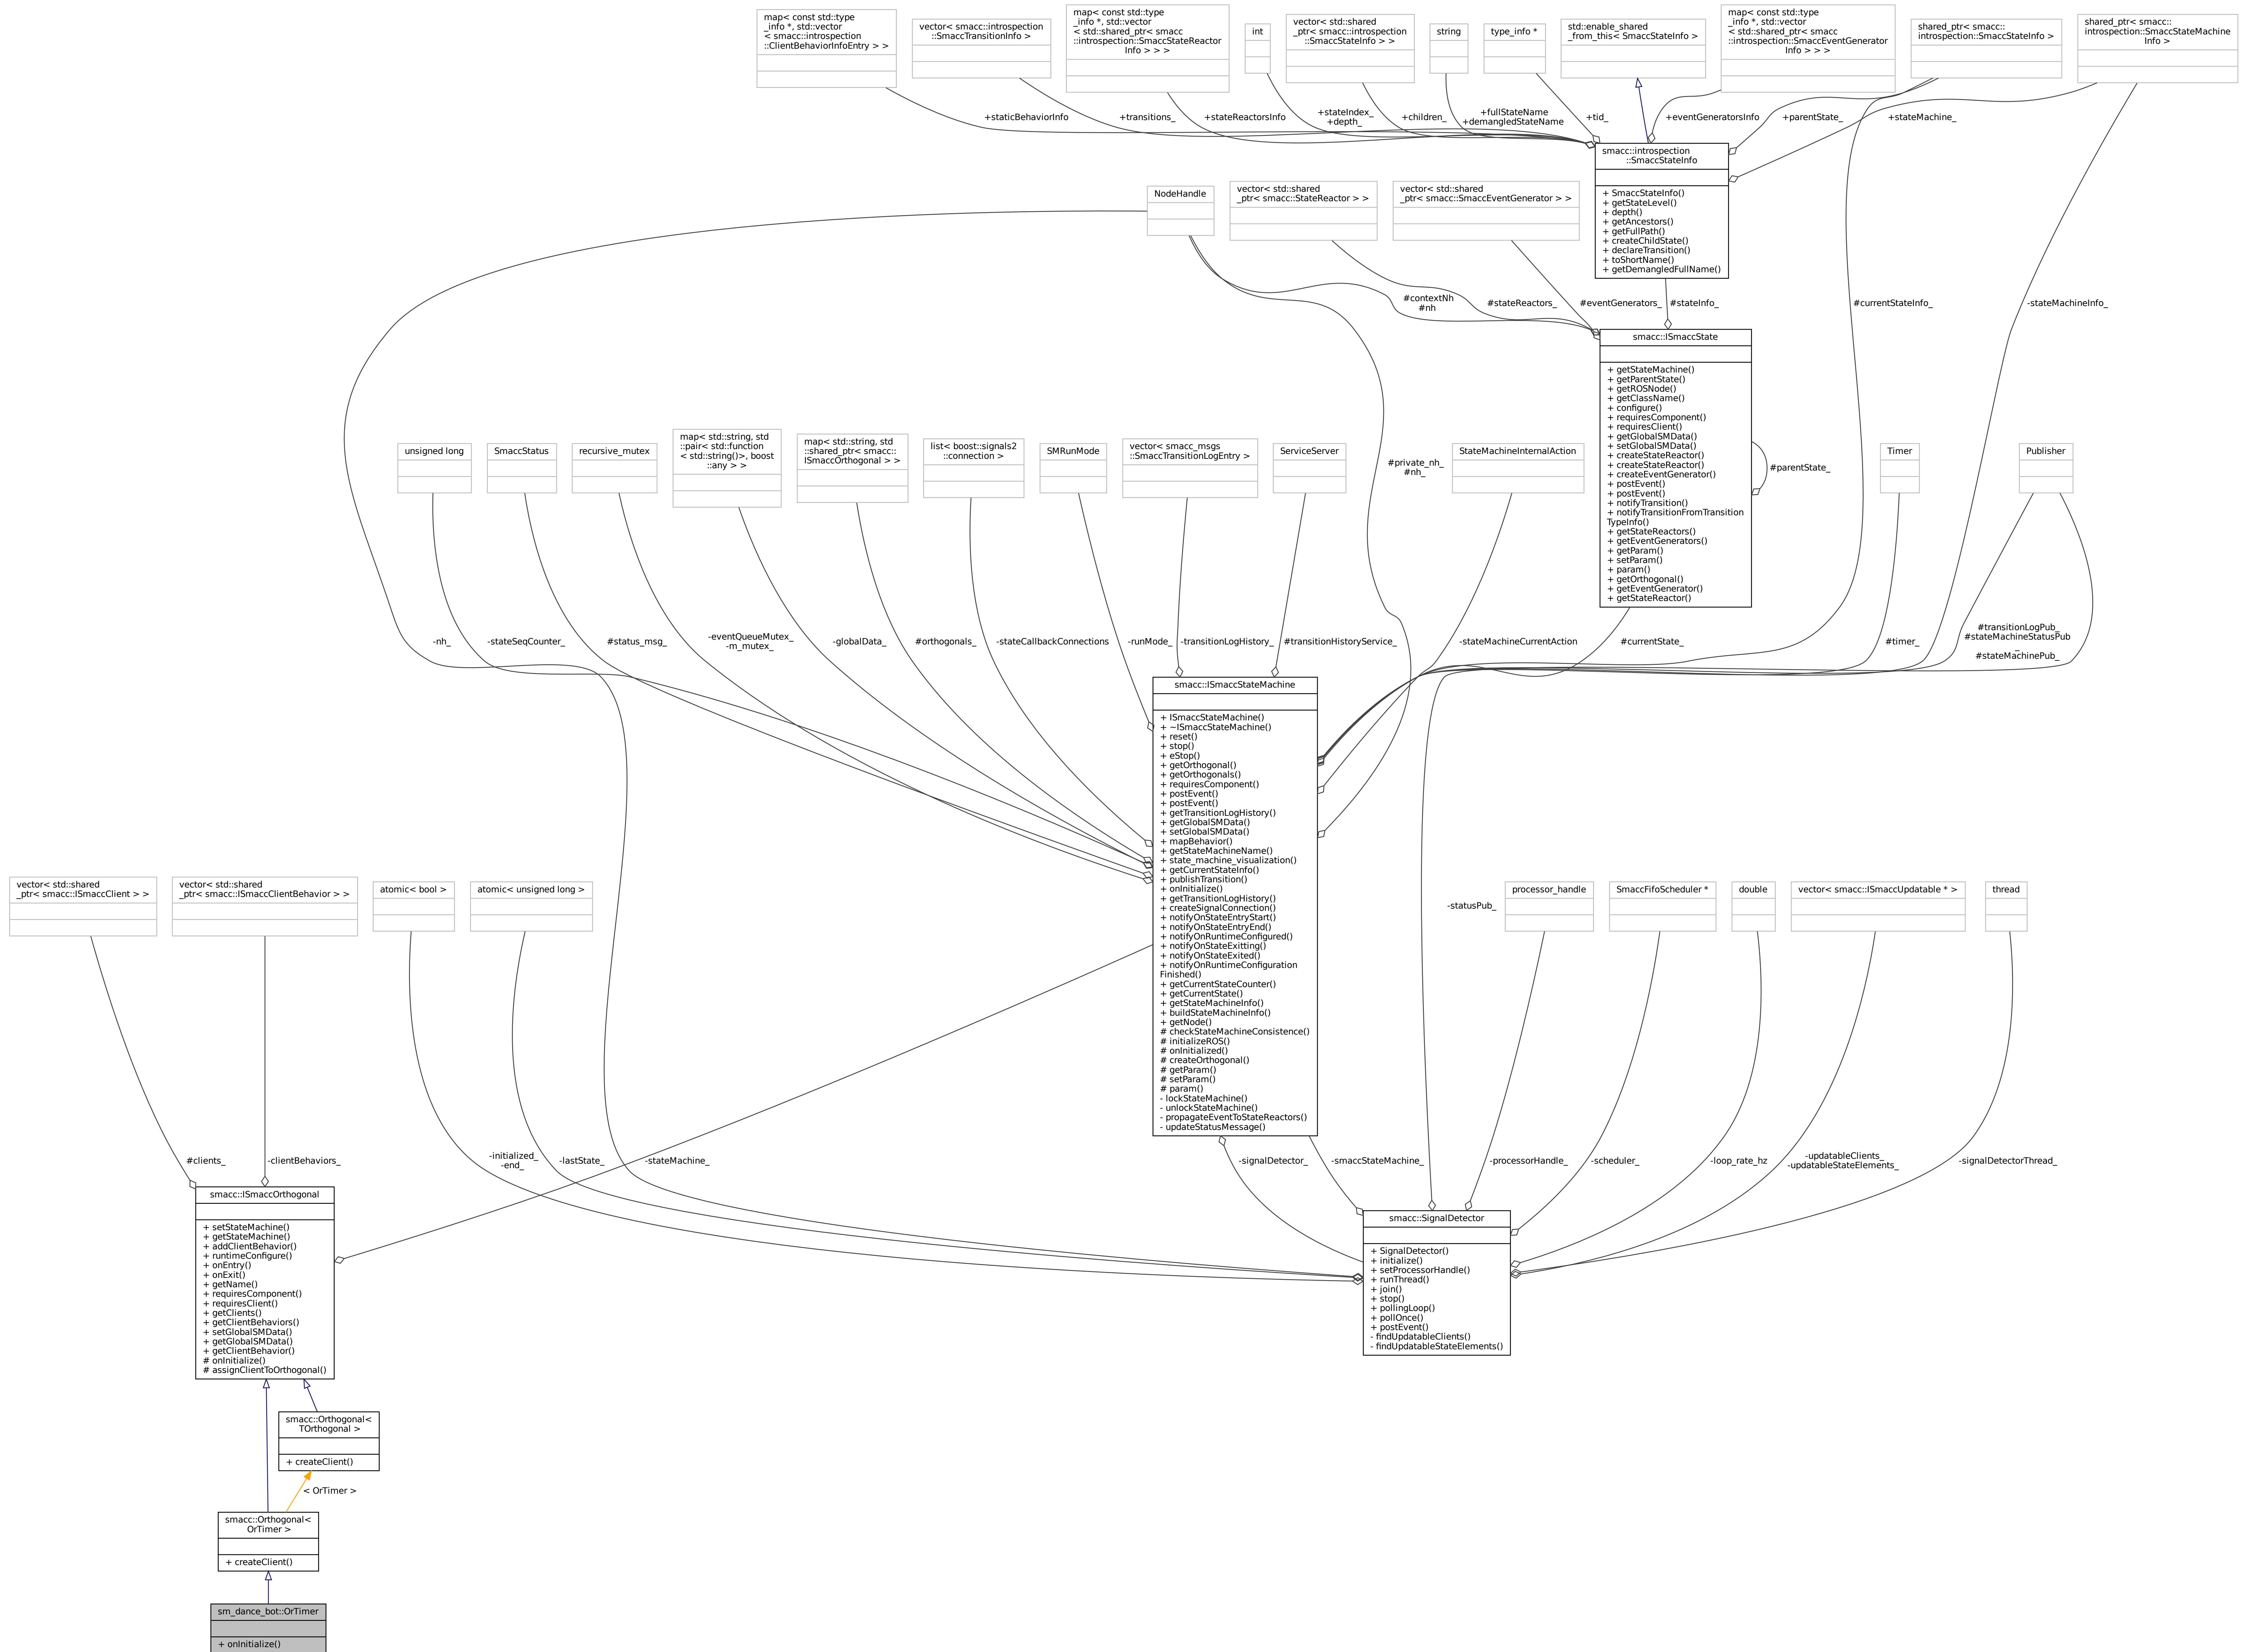 map< const std::type
_info *, std::vector
< smacc::introspection
::ClientBehaviorInfoEntry > >
vector< smacc::introspection
::SmaccTransitionInfo >
map< const std::type
_info *, std::vector
< std::shared_ptr< smacc
::introspection::SmaccStateReactor
Info > > >
int
vector< std::shared
_ptr< smacc::introspection
::SmaccStateInfo > >
string
type_info *
std::enable_shared
_from_this< SmaccStateInfo >
map< const std::type
_info *, std::vector
< std::shared_ptr< smacc
::introspection::SmaccEventGenerator
Info > > >
shared_ptr< smacc::
introspection::SmaccStateInfo >
shared_ptr< smacc::
introspection::SmaccStateMachine
Info >
+staticBehaviorInfo
+transitions_
+stateReactorsInfo
+stateIndex_
+depth_
+children_
+fullStateName
+demangledStateName
+tid_
+eventGeneratorsInfo
+parentState_
+stateMachine_
smacc::introspection
::SmaccStateInfo
+ SmaccStateInfo()
+ getStateLevel()
+ depth()
+ getAncestors()
+ getFullPath()
+ createChildState()
+ declareTransition()
+ toShortName()
+ getDemangledFullName()
NodeHandle
vector< std::shared
_ptr< smacc::StateReactor > >
vector< std::shared
_ptr< smacc::SmaccEventGenerator > >
#contextNh
#nh
#stateReactors_
#eventGenerators_
#stateInfo_
#currentStateInfo_
-stateMachineInfo_
smacc::ISmaccState
+ getStateMachine()
+ getParentState()
+ getROSNode()
+ getClassName()
+ configure()
+ requiresComponent()
+ requiresClient()
+ getGlobalSMData()
+ setGlobalSMData()
+ createStateReactor()
+ createStateReactor()
+ createEventGenerator()
+ postEvent()
+ postEvent()
+ notifyTransition()
+ notifyTransitionFromTransition
TypeInfo()
+ getStateReactors()
+ getEventGenerators()
+ getParam()
+ setParam()
+ param()
+ getOrthogonal()
+ getEventGenerator()
+ getStateReactor()
#parentState_
unsigned long
SmaccStatus
recursive_mutex
map< std::string, std
::pair< std::function
< std::string()>, boost
::any > >
map< std::string, std
::shared_ptr< smacc::
ISmaccOrthogonal > >
list< boost::signals2
::connection >
SMRunMode
vector< smacc_msgs
::SmaccTransitionLogEntry >
ServiceServer
#private_nh_
#nh_
StateMachineInternalAction
Timer
Publisher
-nh_
-stateSeqCounter_
#status_msg_
-eventQueueMutex_
-m_mutex_
-globalData_
#orthogonals_
-stateCallbackConnections
-runMode_
-transitionLogHistory_
#transitionHistoryService_
-stateMachineCurrentAction
#currentState_
#timer_
#transitionLogPub_
#stateMachineStatusPub
_
#stateMachinePub_
smacc::ISmaccStateMachine
+ ISmaccStateMachine()
+ ~ISmaccStateMachine()
+ reset()
+ stop()
+ eStop()
+ getOrthogonal()
+ getOrthogonals()
+ requiresComponent()
+ postEvent()
+ postEvent()
+ getTransitionLogHistory()
+ getGlobalSMData()
+ setGlobalSMData()
+ mapBehavior()
+ getStateMachineName()
+ state_machine_visualization()
+ getCurrentStateInfo()
+ publishTransition()
+ onInitialize()
+ getTransitionLogHistory()
+ createSignalConnection()
+ notifyOnStateEntryStart()
+ notifyOnStateEntryEnd()
+ notifyOnRuntimeConfigured()
+ notifyOnStateExitting()
+ notifyOnStateExited()
+ notifyOnRuntimeConfiguration
Finished()
+ getCurrentStateCounter()
+ getCurrentState()
+ getStateMachineInfo()
+ buildStateMachineInfo()
+ getNode()
# checkStateMachineConsistence()
# initializeROS()
# onInitialized()
# createOrthogonal()
# getParam()
# setParam()
# param()
- lockStateMachine()
- unlockStateMachine()
- propagateEventToStateReactors()
- updateStatusMessage()
vector< std::shared
_ptr< smacc::ISmaccClient > >
vector< std::shared
_ptr< smacc::ISmaccClientBehavior > >
atomic< bool >
atomic< unsigned long >
-statusPub_
processor_handle
SmaccFifoScheduler *
double
vector< smacc::ISmaccUpdatable * >
thread
#clients_
-clientBehaviors_
-initialized_
-end_
-lastState_
-stateMachine_
-signalDetector_
-smaccStateMachine_
-processorHandle_
-scheduler_
-loop_rate_hz
-updatableClients_
-updatableStateElements_
-signalDetectorThread_
smacc::ISmaccOrthogonal
+ setStateMachine()
+ getStateMachine()
+ addClientBehavior()
+ runtimeConfigure()
+ onEntry()
+ onExit()
+ getName()
+ requiresComponent()
+ requiresClient()
+ getClients()
+ getClientBehaviors()
+ setGlobalSMData()
+ getGlobalSMData()
+ getClientBehavior()
# onInitialize()
# assignClientToOrthogonal()
smacc::SignalDetector
+ SignalDetector()
+ initialize()
+ setProcessorHandle()
+ runThread()
+ join()
+ stop()
+ pollingLoop()
+ pollOnce()
+ postEvent()
- findUpdatableClients()
- findUpdatableStateElements()
smacc::Orthogonal<
TOrthogonal >
+ createClient()
< OrTimer >
smacc::Orthogonal<
OrTimer >
+ createClient()
sm_dance_bot::OrTimer
+ onInitialize()